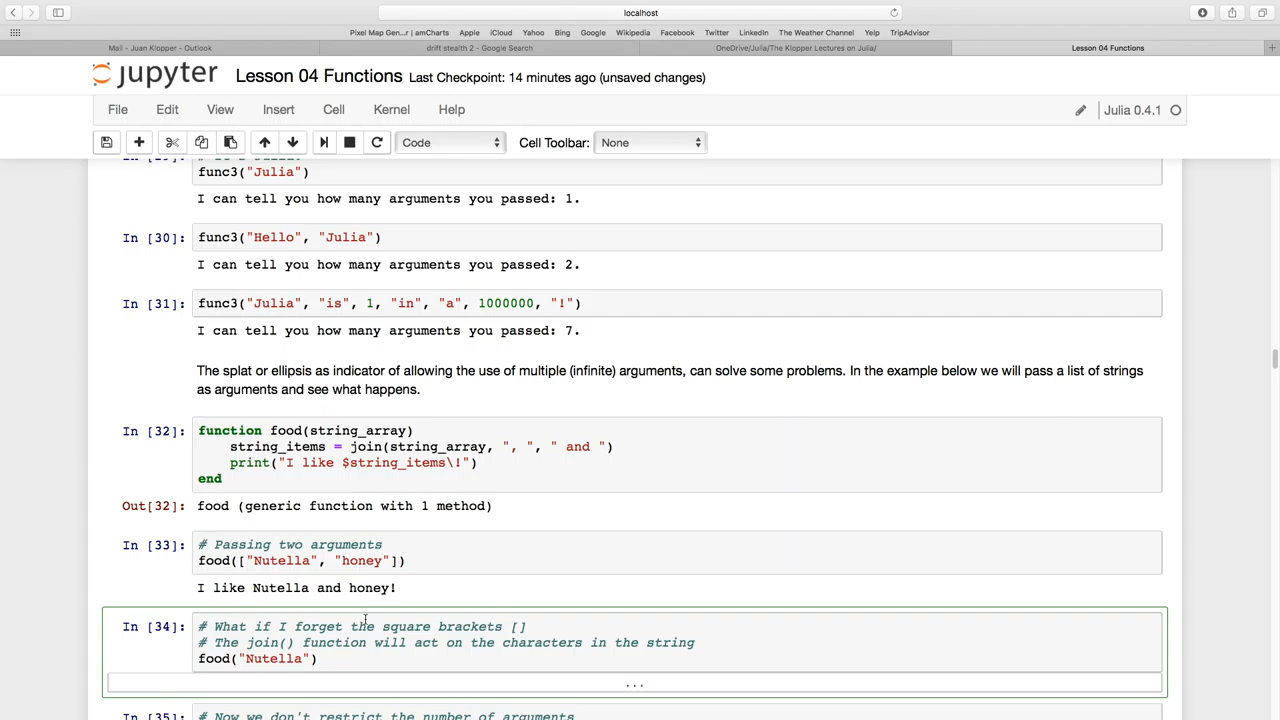 localhost
Pixel Map Gen...r | amCharts Apple iCloud Yahoo Bing Google Wikipedia Facebook Twitter LinkedIn The Weather Channel Yelp TripAdvisor
Mail - Juan Klopper - Outlook drift stealth 2 - Google Search OneDrive/Julia/The Klopper Lectures on Julia/ Lesson 04 Functions
jupyter Lesson 04 Functions Last Checkpoint: 14 minutes ago (unsaved changes)
File Edit View Insert Cell Kernel Help Julia 0.4.1
Code Cell Toolbar: None
func3("Julia")
I can tell you how many arguments you passed: 1.
In [30]: func3("Hello", "Julia")
I can tell you how many arguments you passed: 2.
In [31]: func3("Julia", "is", 1, "in", "a", 1000000, "!")
I can tell you how many arguments you passed: 7.
The splat or ellipsis as indicator of allowing the use of multiple (infinite) arguments, can solve some problems. In the example below we will pass a list of strings
as arguments and see what happens.
In [32]: function food(string_array)
string_items = join(string_array, ", ", " and ")
print("I like $string_items\!")
end
Out[32]: food (generic function with 1 method)
In [33]: # Passing two arguments
food(["Nutella", "honey"])
I like Nutella and honey!
In [34]: # What if I forget the square brackets []
# The join() function will act on the characters in the string
food("Nutella")
...
In [35]: # Now we don't restrict the number of arguments